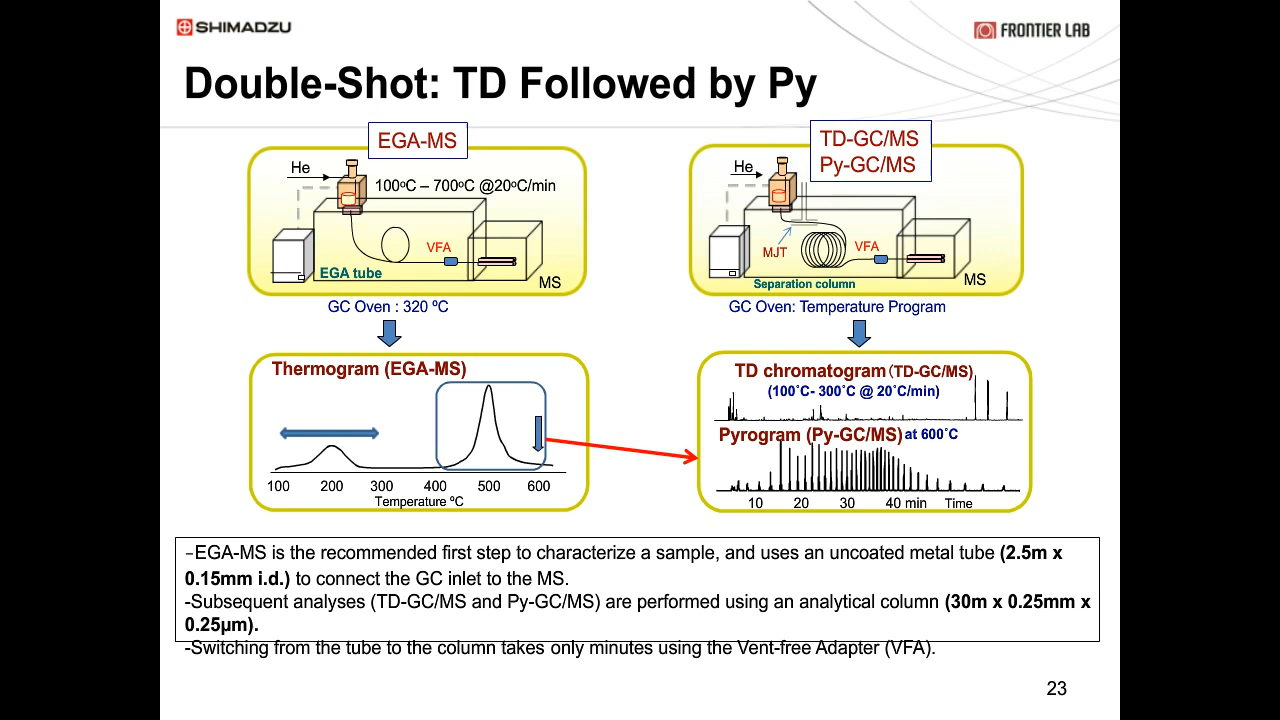 SHIMADZU
FRONTIER LAB
Double-Shot: TD Followed by Py
EGA-MS
He
100ºC – 700ºC @20ºC/min
VFA
EGA tube
MS
GC Oven : 320 ºC
TD-GC/MS
Py-GC/MS
He
MJT
VFA
Separation column
MS
GC Oven: Temperature Program
Thermogram (EGA-MS)
100 200 300 400 500 600
Temperature ºC
TD chromatogram (TD-GC/MS)
(100˚C- 300˚C @ 20˚C/min)
Pyrogram (Py-GC/MS) at 600˚C
10 20 30 40 min Time
–EGA-MS is the recommended first step to characterize a sample, and uses an uncoated metal tube (2.5m x
0.15mm i.d.) to connect the GC inlet to the MS.
-Subsequent analyses (TD-GC/MS and Py-GC/MS) are performed using an analytical column (30m x 0.25mm x
0.25µm).
-Switching from the tube to the column takes only minutes using the Vent-free Adapter (VFA).
23